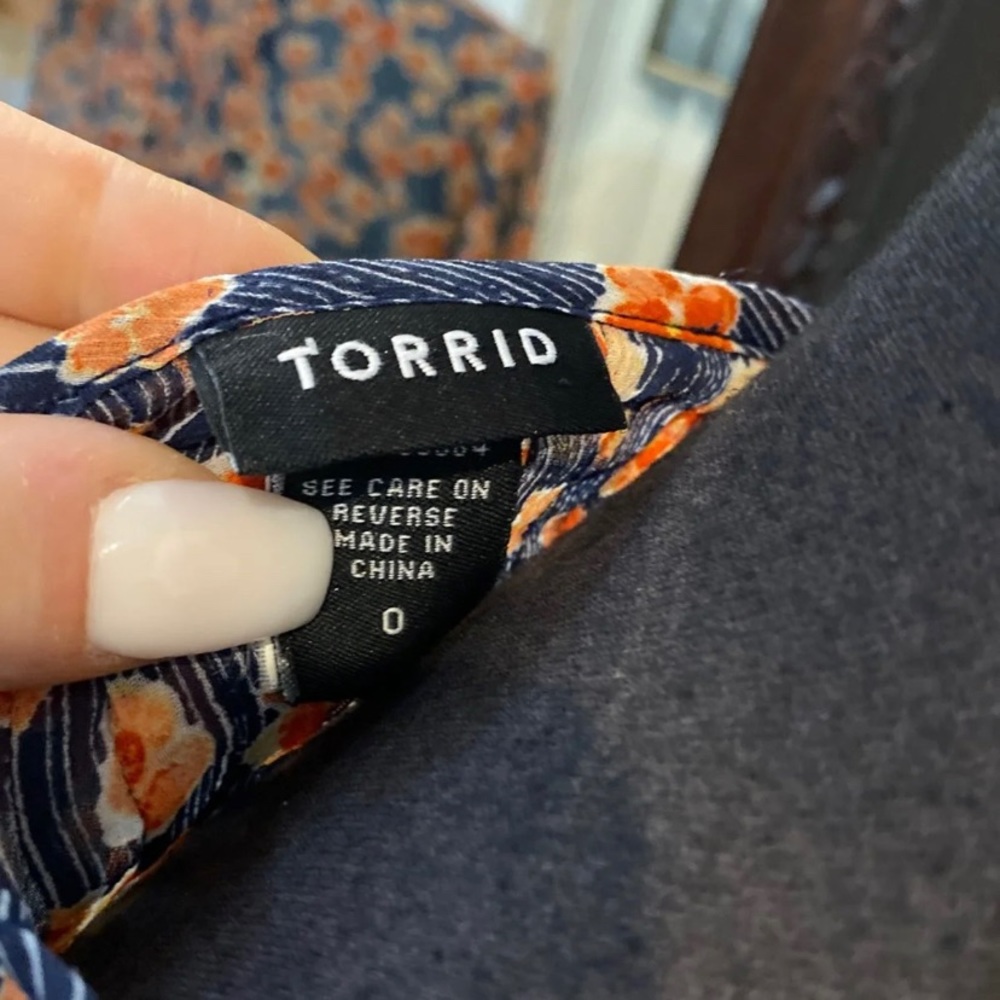 TORRID
SEE CARE ON
REVERSE
MADE IN
CHINA
0